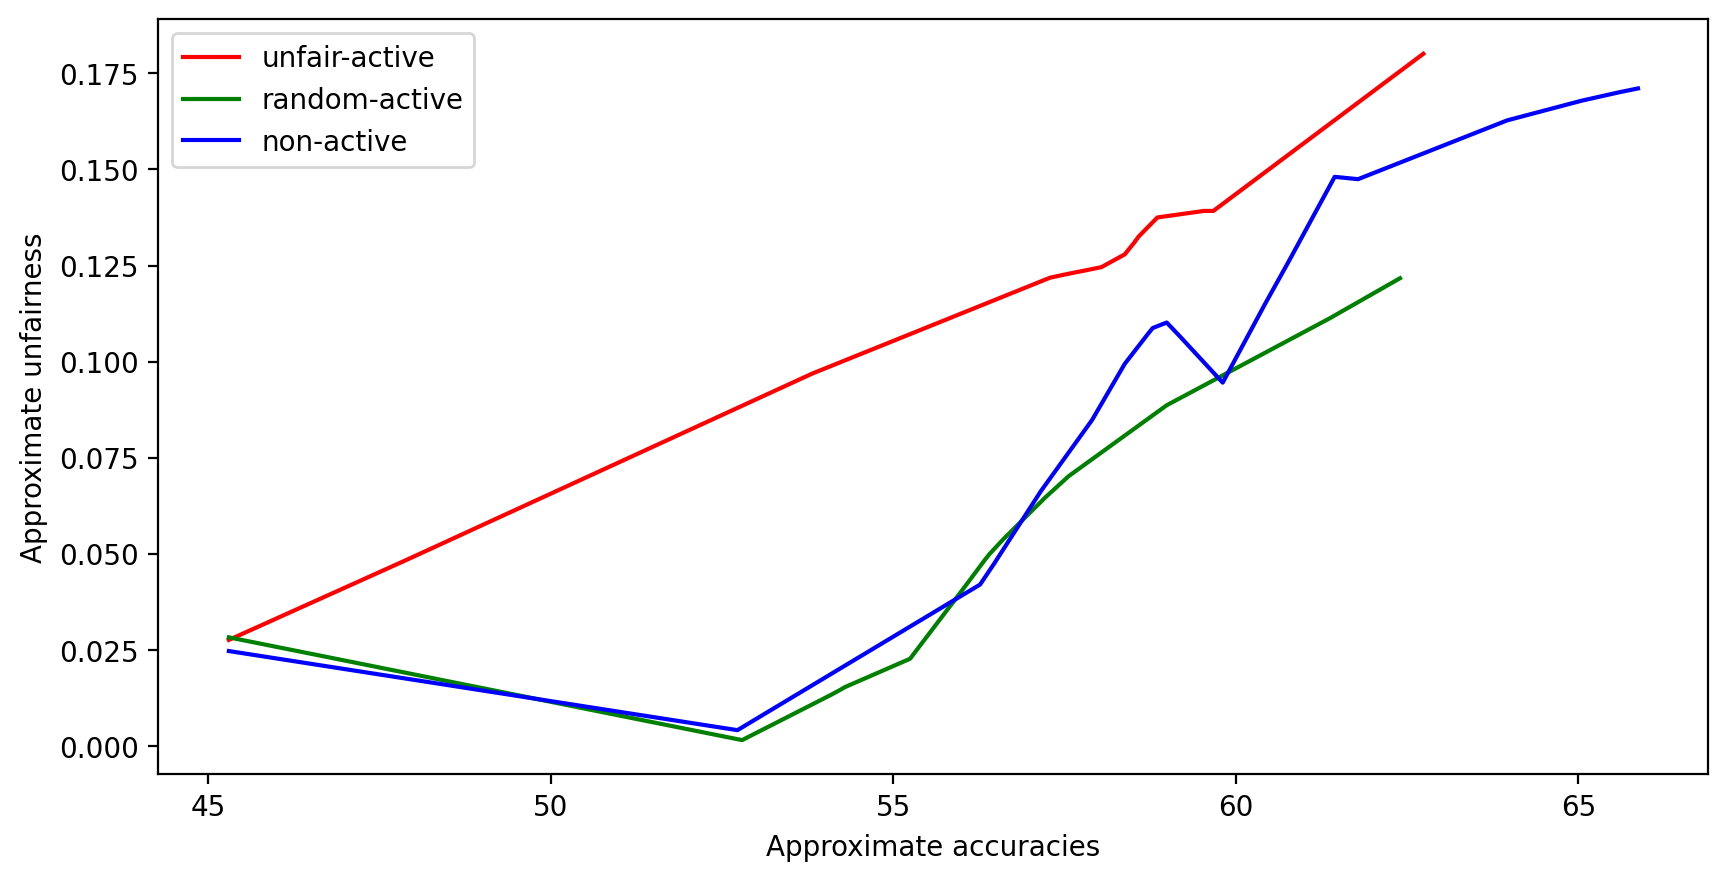 unfair-active
random-active
non-active
0.175
0.150
0.125
0.100
0.075
0.050
0.025
0.000
Approximate unfairness
45 50 55 60 65
Approximate accuracies